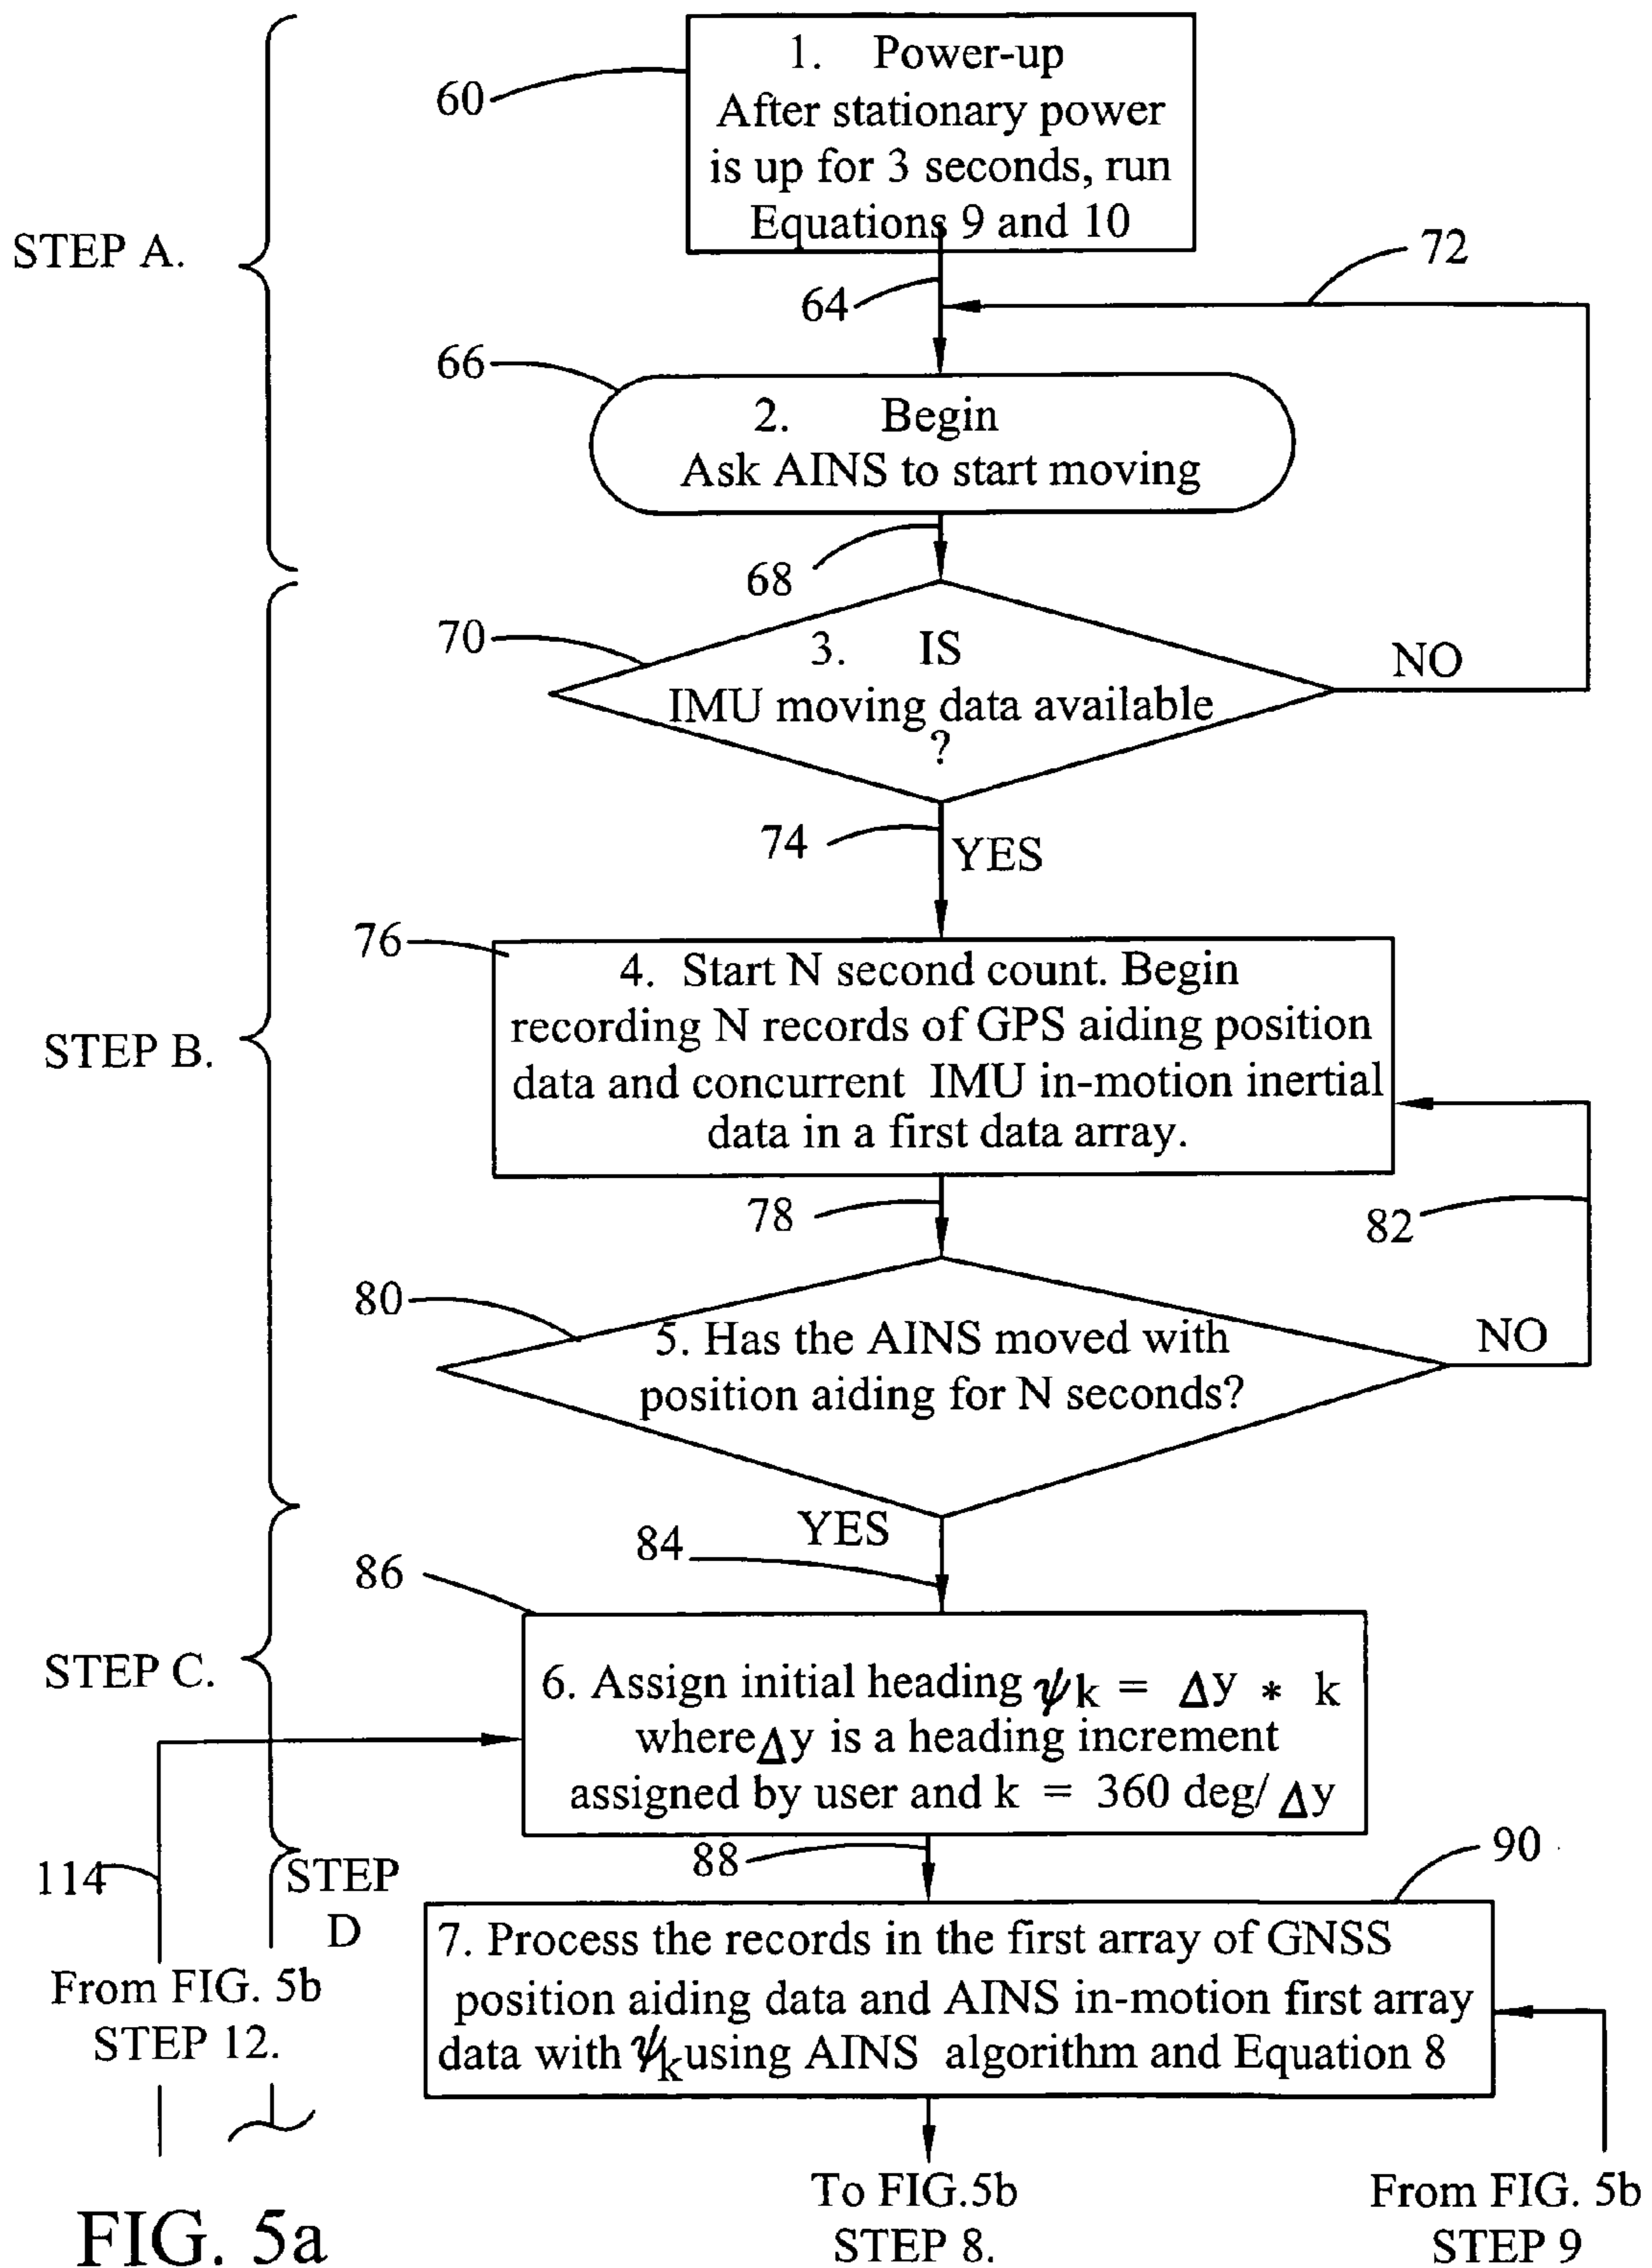 1. Power-up
After stationary power
is up for 3 seconds, run
Equations 9 and 10
60
STEP A.
64
72
66
2. Begin
Ask AINS to start moving
68
70
3. IS
IMU moving data available
?
NO
74
YES
76
4. Start N second count. Begin
recording N records of GPS aiding position
data and concurrent IMU in-motion inertial
data in a first data array.
STEP B.
78
82
80
5. Has the AINS moved with
position aiding for N seconds?
NO
YES
84
86
STEP C.
6. Assign initial heading ψk = Δy * k
where Δy is a heading increment
assigned by user and k = 360 deg/ Δy
88
90
114
STEP
D
7. Process the records in the first array of GNSS
position aiding data and AINS in-motion first array
data with ψk using AINS algorithm and Equation 8
From FIG. 5b
STEP 12.
To FIG.5b
STEP 8.
From FIG. 5b
STEP 9
FIG. 5a